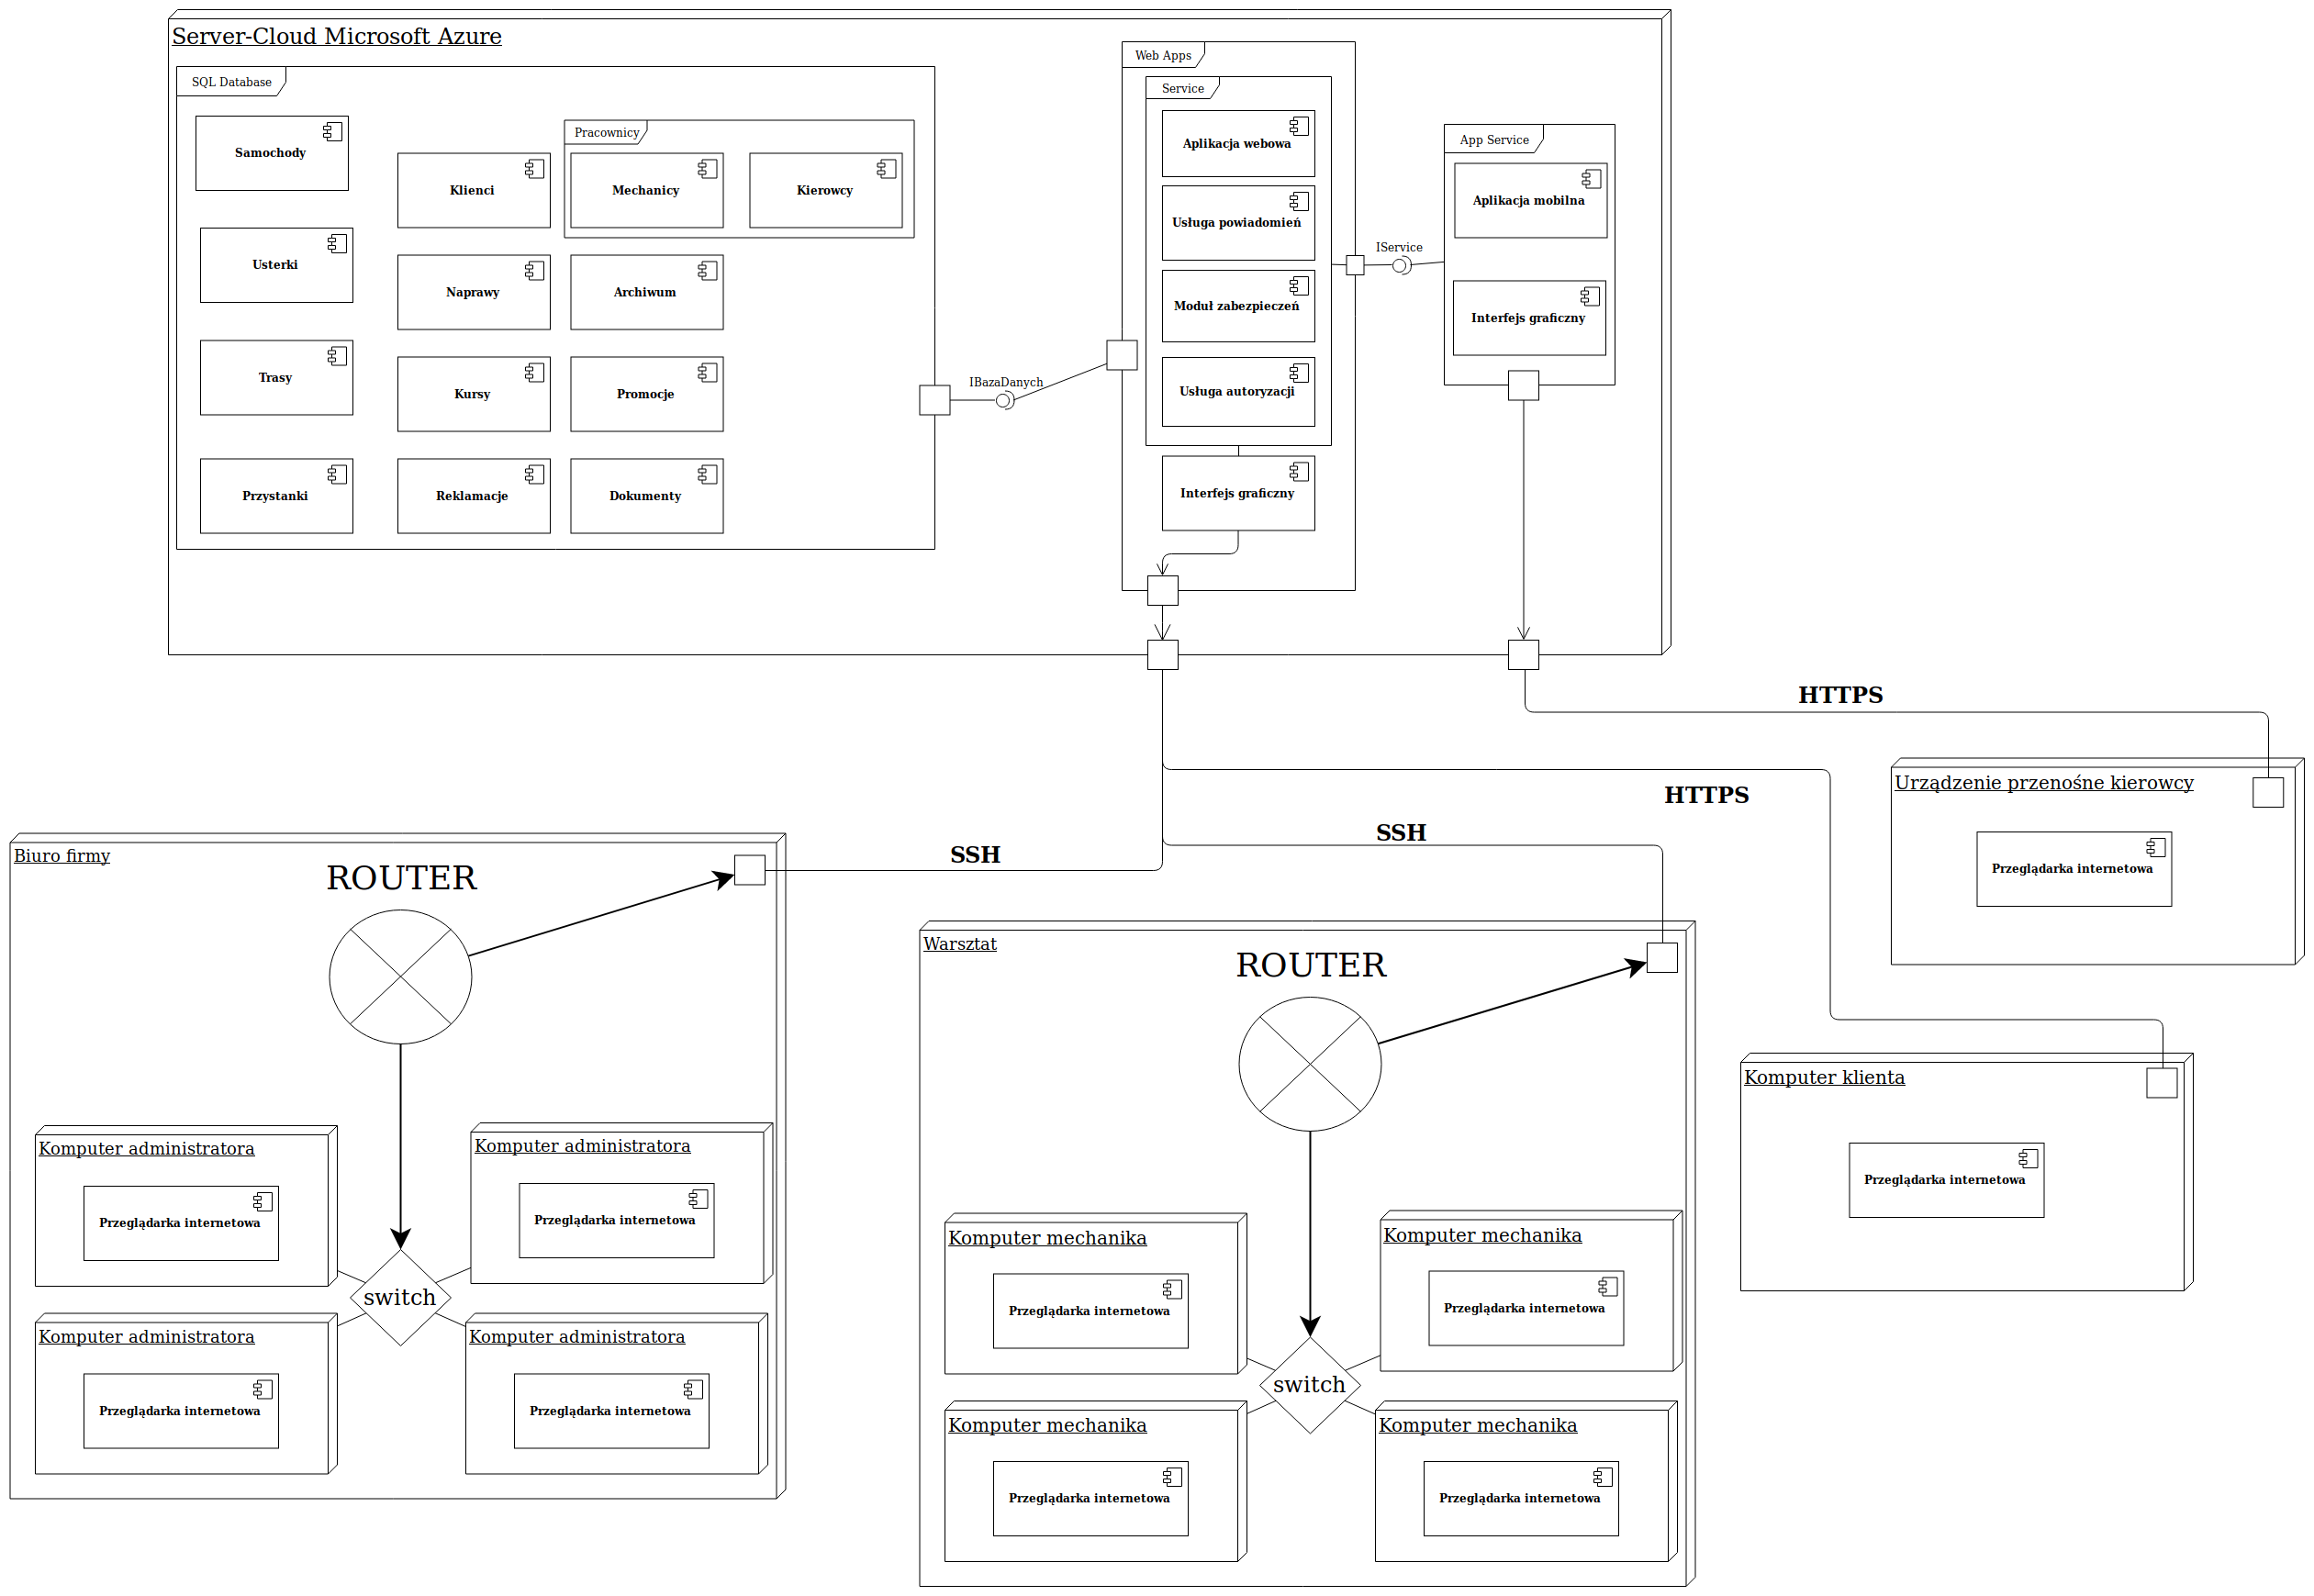 Server-Cloud Microsoft Azure
SQL Database
Samochody
Usterki
Trasy
Przystanki
Klienci
Naprawy
Kursy
Reklamacje
Pracownicy
Mechanicy
Kierowcy
Archiwum
Promocje
Dokumenty
IBazaDanych
Web Apps
Service
Aplikacja webowa
Usługa powiadomień
Moduł zabezpieczeń
Usługa autoryzacji
Interfejs graficzny
IService
App Service
Aplikacja mobilna
Interfejs graficzny
HTTPS
HTTPS
SSH
SSH
Biuro firmy
ROUTER
Komputer administratora
Przeglądarka internetowa
Komputer administratora
Przeglądarka internetowa
switch
Komputer administratora
Przeglądarka internetowa
Komputer administratora
Przeglądarka internetowa
Warsztat
ROUTER
Komputer mechanika
Przeglądarka internetowa
Komputer mechanika
Przeglądarka internetowa
switch
Komputer mechanika
Przeglądarka internetowa
Komputer mechanika
Przeglądarka internetowa
Urządzenie przenośne kierowcy
Przeglądarka internetowa
Komputer klienta
Przeglądarka internetowa